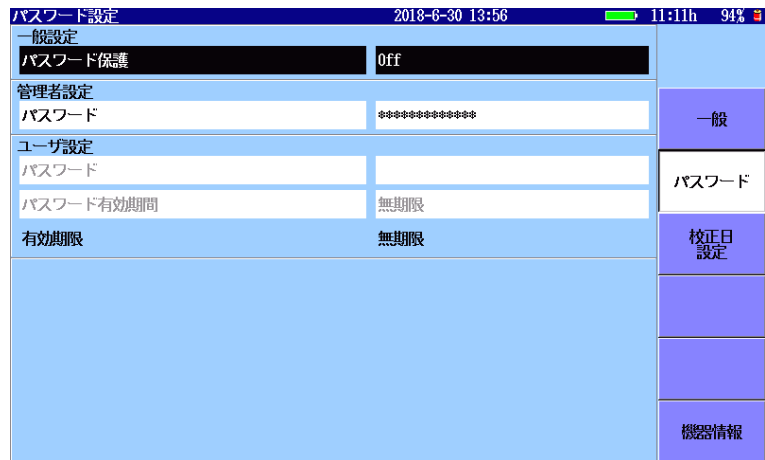 パスワード設定 2018-6-30 13:56 11:11h 94%
一般設定
パスワード保護 Off
管理者設定
パスワード *************
ユーザ設定
パスワード
パスワード有効期間 無期限
有効期限 無期限
一般
パスワード
校正日
設定
機器情報